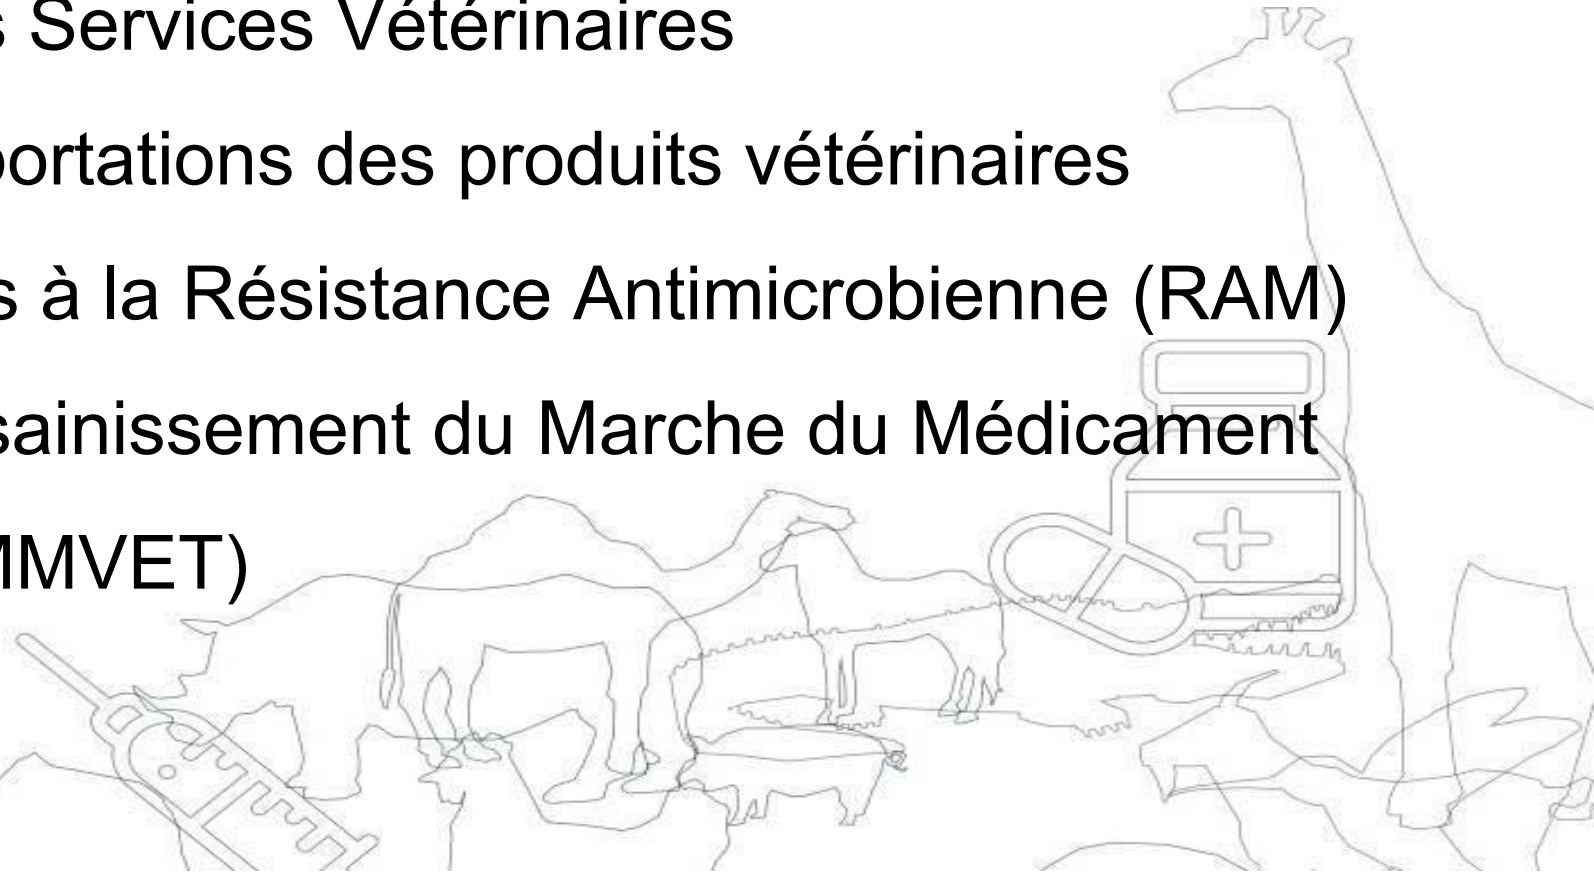 s Services Vétérinaires
portations des produits vétérinaires
s à la Résistance Antimicrobienne (RAM)
sainissement du Marche du Médicament
MMVET)